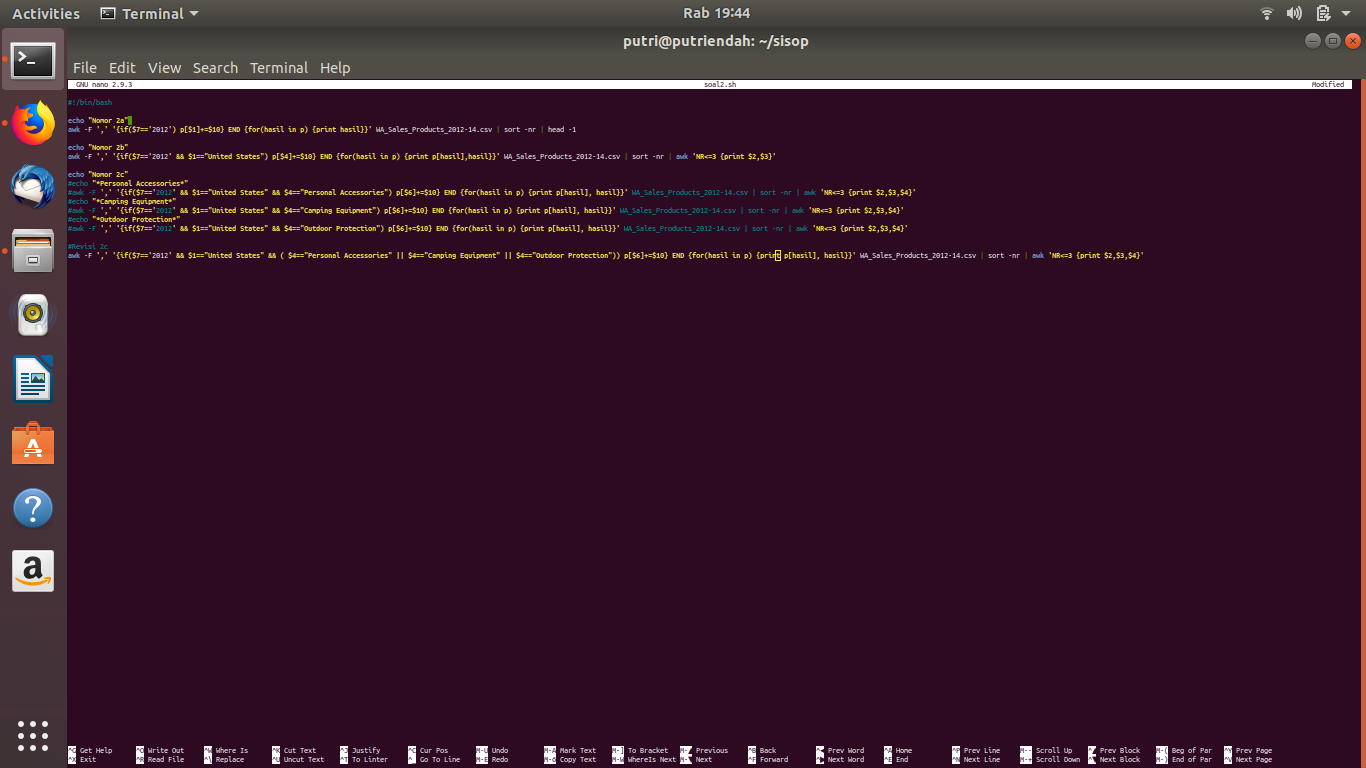 Activities Terminal Rab 19:44
putri@putriendah: ~/sisop
File Edit View Search Terminal Help
GNU nano 2.9.3 soal2.sh Modified
#!/bin/bash
echo "Nomor 2a"
awk -F ',' '{if($7=='2012') p[$1]+=$10} END {for(hasil in p) {print hasil}}' WA_Sales_Products_2012-14.csv | sort -nr | head -1
echo "Nomor 2b"
awk -F ',' '{if($7=='2012' && $1=="United States") p[$4]+=$10} END {for(hasil in p) {print p[hasil],hasil}}' WA_Sales_Products_2012-14.csv | sort -nr | awk 'NR<=3 {print $2,$3}'
echo "Nomor 2c"
#echo "*Personal Accessories*"
#awk -F ',' '{if($7=='2012' && $1=="United States" && $4=="Personal Accessories") p[$6]+=$10} END {for(hasil in p) {print p[hasil], hasil}}' WA_Sales_Products_2012-14.csv | sort -nr | awk 'NR<=3 {print $2,$3,$4}'
#echo "*Camping Equipment*"
#awk -F ',' '{if($7=='2012' && $1=="United States" && $4=="Camping Equipment") p[$6]+=$10} END {for(hasil in p) {print p[hasil], hasil}}' WA_Sales_Products_2012-14.csv | sort -nr | awk 'NR<=3 {print $2,$3,$4}'
#echo "*Outdoor Protection*"
#awk -F ',' '{if($7=='2012' && $1=="United States" && $4=="Outdoor Protection") p[$6]+=$10} END {for(hasil in p) {print p[hasil], hasil}}' WA_Sales_Products_2012-14.csv | sort -nr | awk 'NR<=3 {print $2,$3,$4}'
#Revisi 2c
awk -F ',' '{if($7=='2012' && $1=="United States" && ( $4=="Personal Accessories" || $4=="Camping Equipment" || $4=="Outdoor Protection")) p[$6]+=$10} END {for(hasil in p) {print p[hasil], hasil}}' WA_Sales_Products_2012-14.csv | sort -nr | awk 'NR<=3 {print $2,$3,$4}'
^G Get Help ^O Write Out ^W Where Is ^K Cut Text ^J Justify ^C Cur Pos M-U Undo M-A Mark Text M-] To Bracket M-▲ Previous ^B Back ^◀ Prev Word ^A Home ^P Prev Line M-- Scroll Up ^▲ Prev Block M-( Beg of Par ^Y Prev Page
^X Exit ^R Read File ^\ Replace ^U Uncut Text ^T To Linter ^_ Go To Line M-E Redo M-6 Copy Text M-W WhereIs Next M-▼ Next ^F Forward ^▶ Next Word ^E End ^N Next Line M-+ Scroll Down ^▼ Next Block M-) End of Par ^V Next Page